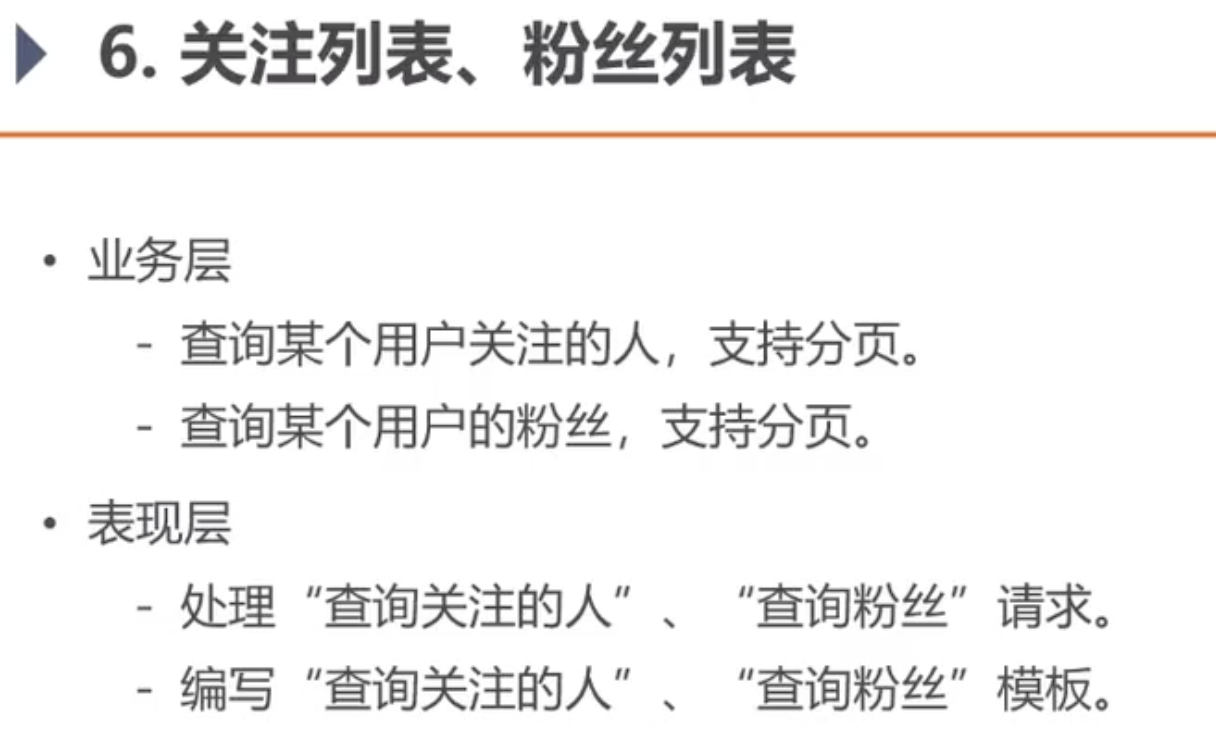 6. 关注列表、粉丝列表
• 业务层
- 查询某个用户关注的人，支持分页。
- 查询某个用户的粉丝，支持分页。
• 表现层
- 处理“查询关注的人”、“查询粉丝”请求。
- 编写“查询关注的人”、“查询粉丝”模板。